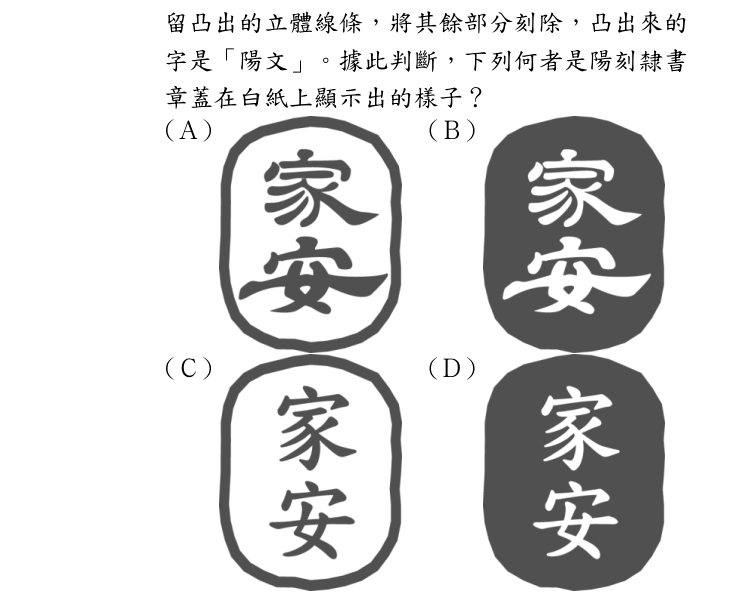 留凸出的立體線條，將其餘部分刻除，凸出來的
字是「陽文」。據此判斷，下列何者是陽刻隸書
章蓋在白紙上顯示出的樣子？
（A）
家
安
（B）
家
安
（C）
家
安
（D）
家
安